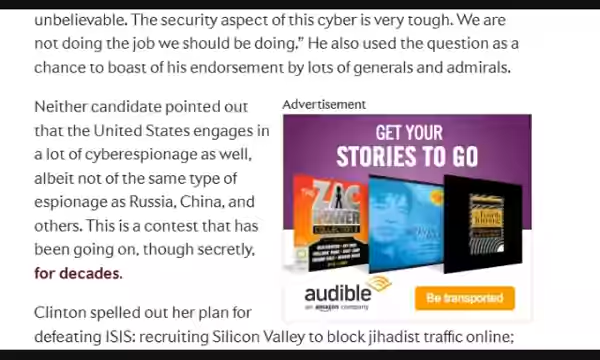 unbelievable. The security aspect of this cyber is very tough. We are
not doing the job we should be doing.” He also used the question as a
chance to boast of his endorsement by lots of generals and admirals.
Neither candidate pointed out
that the United States engages in
a lot of cyberespionage as well,
albeit not of the same type of
espionage as Russia, China, and
others. This is a contest that has
been going on, though secretly,
for decades.
Clinton spelled out her plan for
defeating ISIS: recruiting Silicon Valley to block jihadist traffic online;
Advertisement
GET YOUR
STORIES TO GO
THE
ZAC
POWER
audible
an amazon company
Be transported